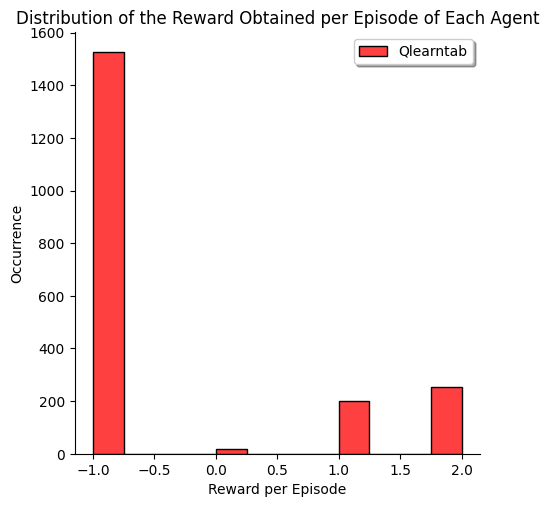 Distribution of the Reward Obtained per Episode of Each Agent
Qlearntab
1600
1400
1200
1000
800
600
400
200
0
Occurrence
−1.0 −0.5 0.0 0.5 1.0 1.5 2.0
Reward per Episode